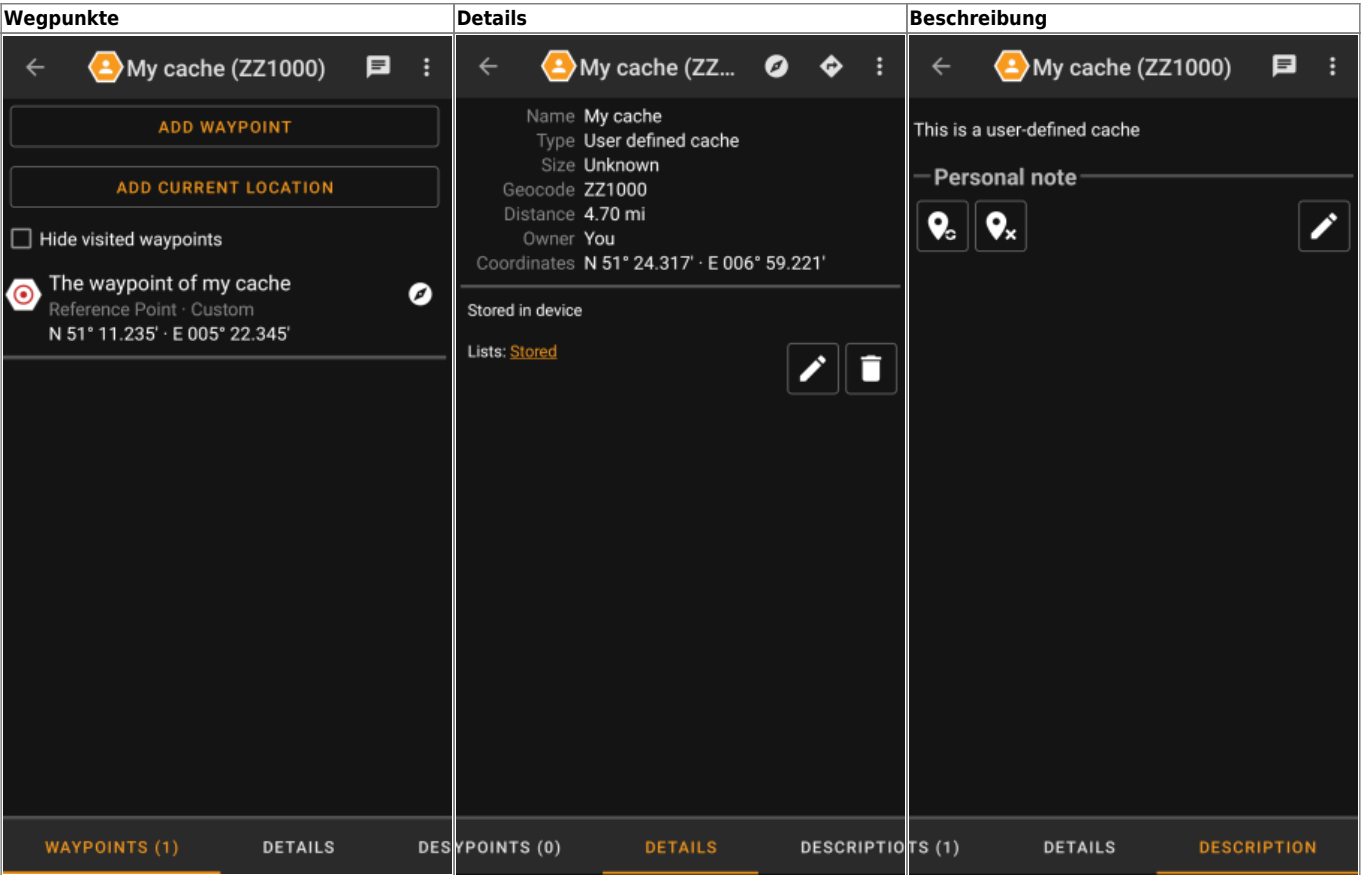 Wegpunkte
My cache (ZZ1000)
ADD WAYPOINT
ADD CURRENT LOCATION
Hide visited waypoints
The waypoint of my cache
Reference Point · Custom
N 51° 11.235' · E 005° 22.345'
WAYPOINTS (1) DETAILS DES
Details
My cache (ZZ...
Name My cache
Type User defined cache
Size Unknown
Geocode ZZ1000
Distance 4.70 mi
Owner You
Coordinates N 51° 24.317' · E 006° 59.221'
Stored in device
Lists: Stored
YPOINTS (0) DETAILS DESCRIPTIO
Beschreibung
My cache (ZZ1000)
This is a user-defined cache
Personal note
TS (1) DETAILS DESCRIPTION